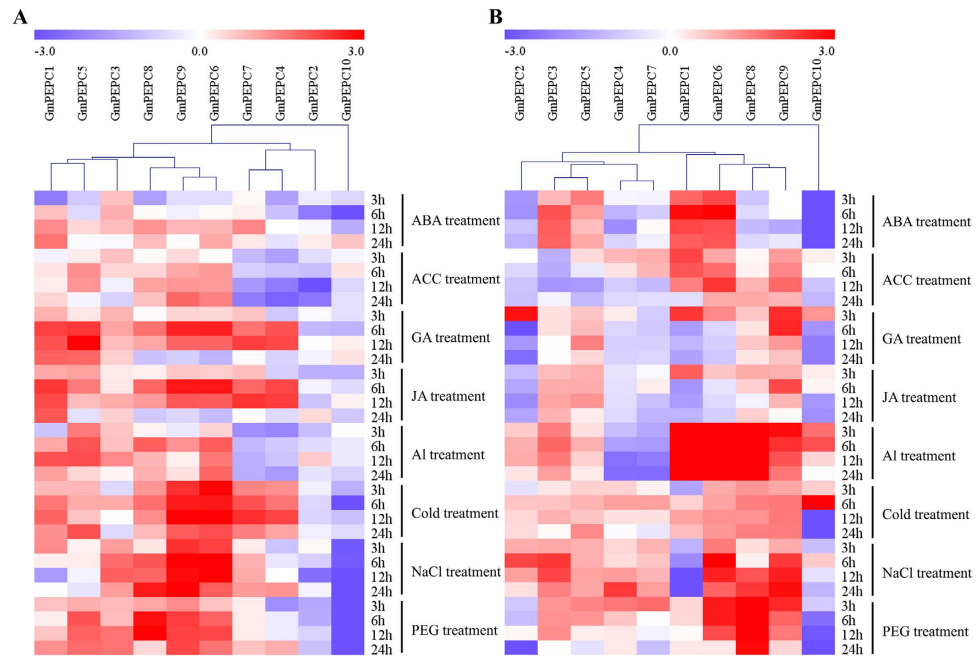 A
-3.0 0.0 3.0
GmPEPC1 GmPEPC5 GmPEPC3 GmPEPC8 GmPEPC9 GmPEPC6 GmPEPC7 GmPEPC4 GmPEPC2 GmPEPC10
3h
6h
12h
24h
ABA treatment
3h
6h
12h
24h
ACC treatment
3h
6h
12h
24h
GA treatment
3h
6h
12h
24h
JA treatment
3h
6h
12h
24h
Al treatment
3h
6h
12h
24h
Cold treatment
3h
6h
12h
24h
NaCl treatment
3h
6h
12h
24h
PEG treatment
B
-3.0 0.0 3.0
GmPEPC2 GmPEPC3 GmPEPC5 GmPEPC4 GmPEPC7 GmPEPC1 GmPEPC6 GmPEPC8 GmPEPC9 GmPEPC10
3h
6h
12h
24h
ABA treatment
3h
6h
12h
24h
ACC treatment
3h
6h
12h
24h
GA treatment
3h
6h
12h
24h
JA treatment
3h
6h
12h
24h
Al treatment
3h
6h
12h
24h
Cold treatment
3h
6h
12h
24h
NaCl treatment
3h
6h
12h
24h
PEG treatment